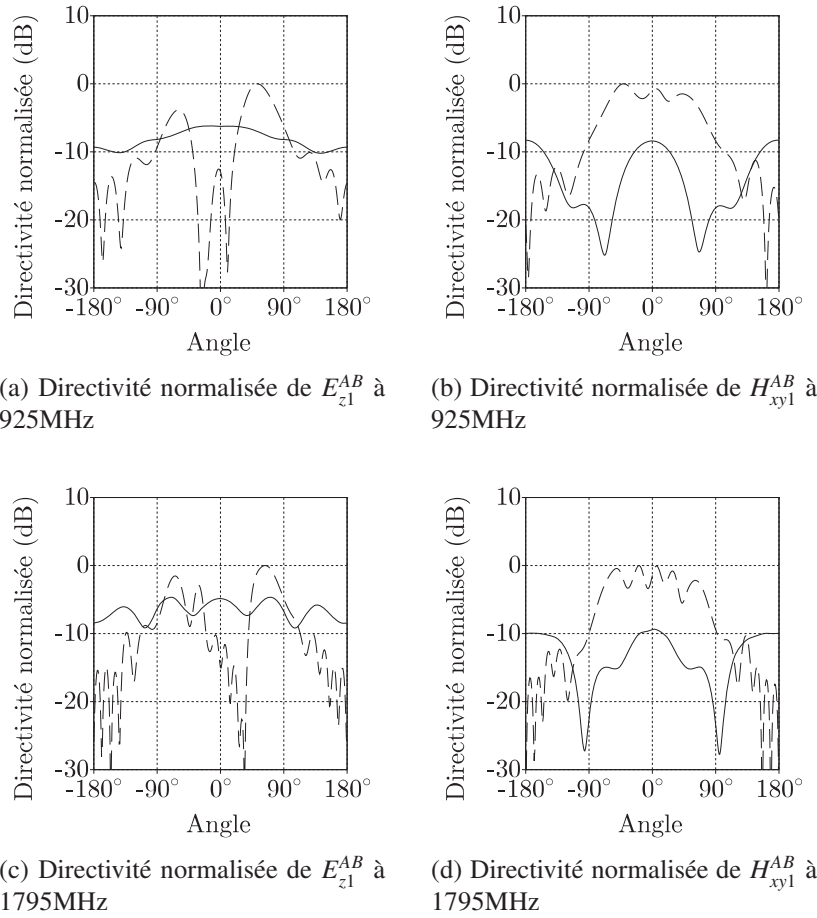 10
0
-10
-20
-30
Directivité normalisée (dB)
-180° -90° 0° 90° 180°
Angle
(a) Directivité normalisée de E_{z1}^{AB} à
925MHz
10
0
-10
-20
-30
Directivité normalisée (dB)
-180° -90° 0° 90° 180°
Angle
(b) Directivité normalisée de H_{xy1}^{AB} à
925MHz
10
0
-10
-20
-30
Directivité normalisée (dB)
-180° -90° 0° 90° 180°
Angle
(c) Directivité normalisée de E_{z1}^{AB} à
1795MHz
10
0
-10
-20
-30
Directivité normalisée (dB)
-180° -90° 0° 90° 180°
Angle
(d) Directivité normalisée de H_{xy1}^{AB} à
1795MHz